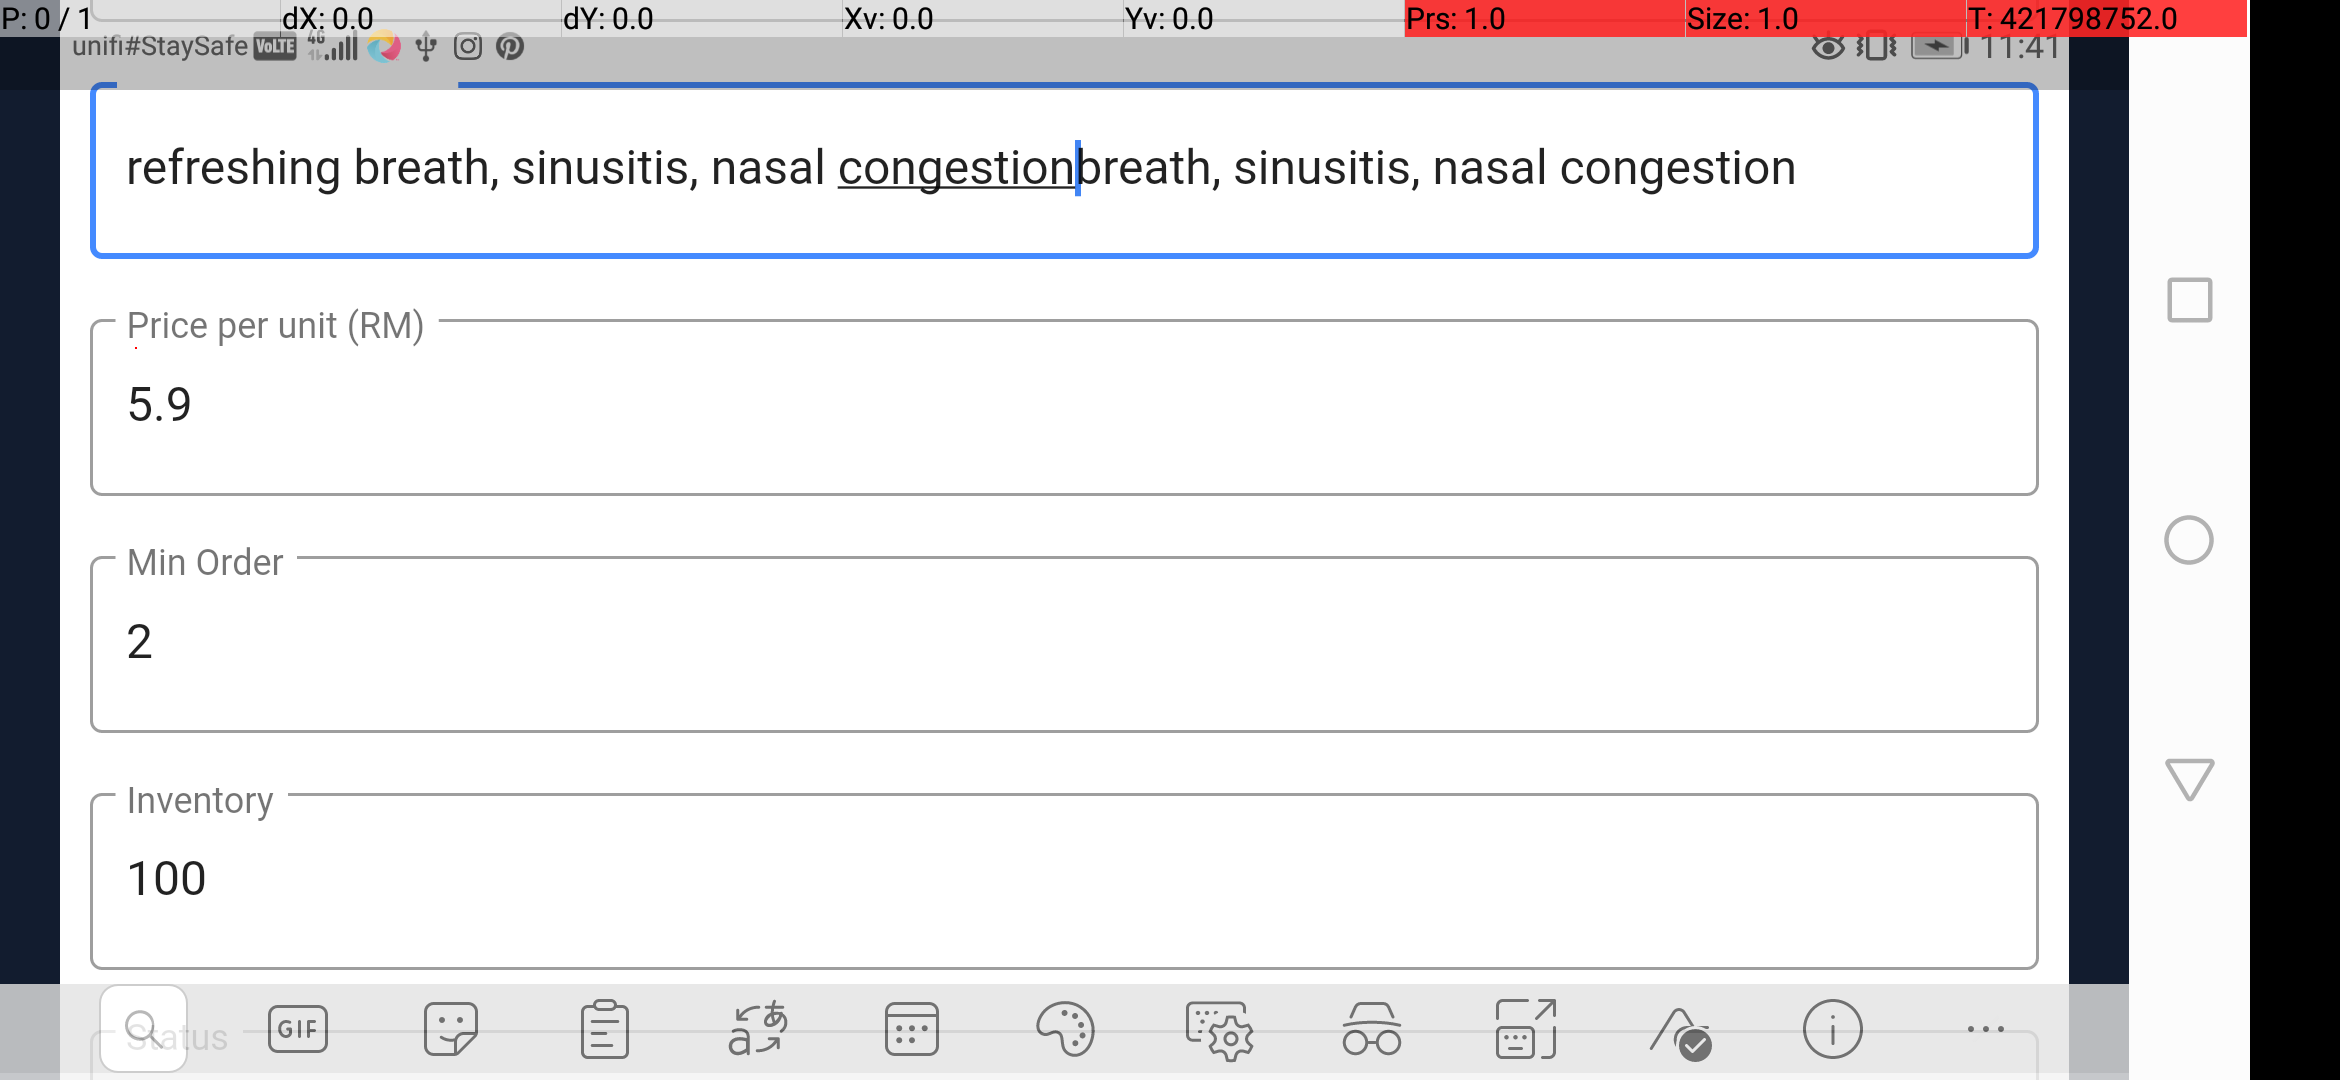 P: 0 / 1 dX: 0.0 dY: 0.0 Xv: 0.0 Yv: 0.0 Prs: 1.0 Size: 1.0 T: 421798752.0
unifi#StaySafe VoLTE 4G 11:41
refreshing breath, sinusitis, nasal congestionbreath, sinusitis, nasal congestion
Price per unit (RM)
5.9
Min Order
2
Inventory
100
Status
GIF
a あ